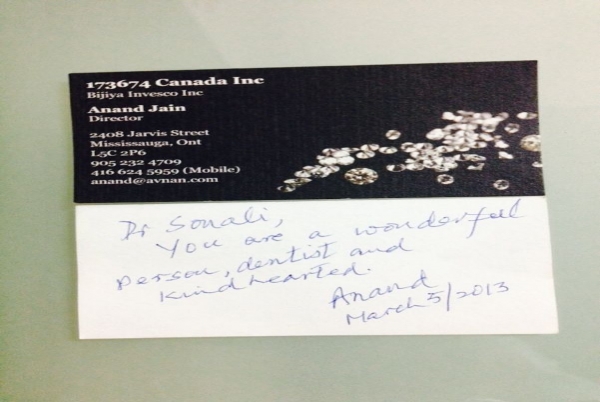 173674 Canada Inc
Bijiya Invesco Inc
Anand Jain
Director
2408 Jarvis Street
Mississauga, Ont
L5C 2P6
905 232 4709
416 624 5959 (Mobile)
anand@avnan.com
Dr Sonali,
You are a wonderful
person, dentist and
kind hearted.
Anand
March 5/2013